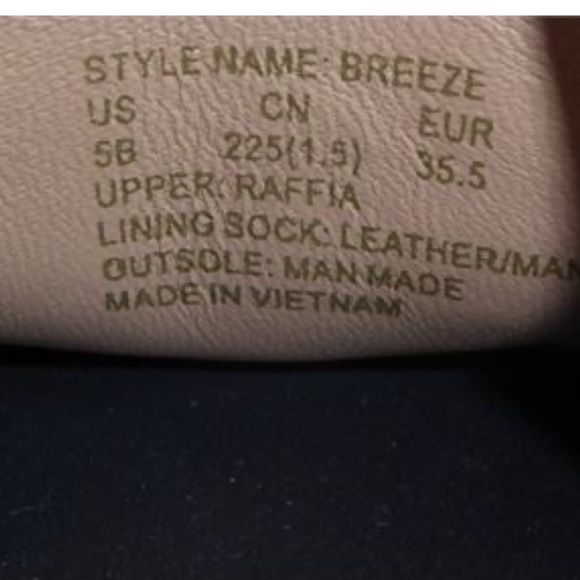 STYLE NAME: BREEZE
US CN EUR
5B 225(1.5) 35.5
UPPER: RAFFIA
LINING SOCK: LEATHER/MAN
OUTSOLE: MAN MADE
MADE IN VIETNAM